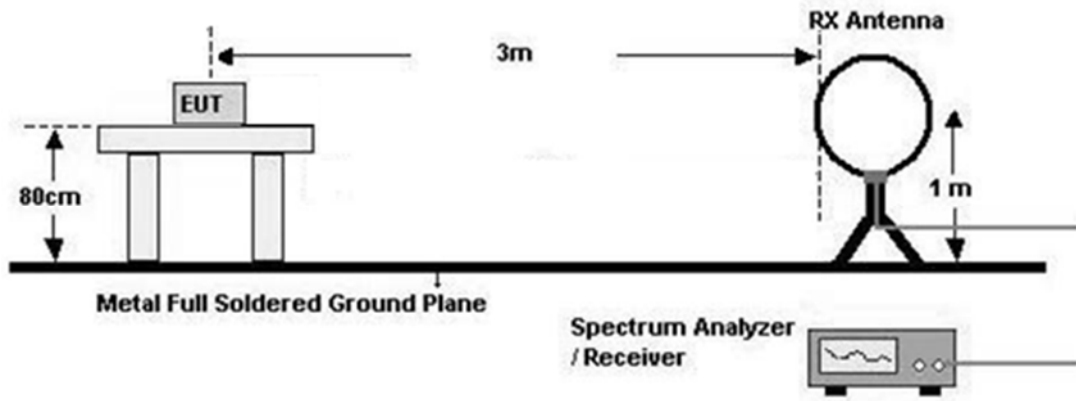 RX Antenna
3m
EUT
80cm
1 m
Metal Full Soldered Ground Plane
Spectrum Analyzer
/ Receiver